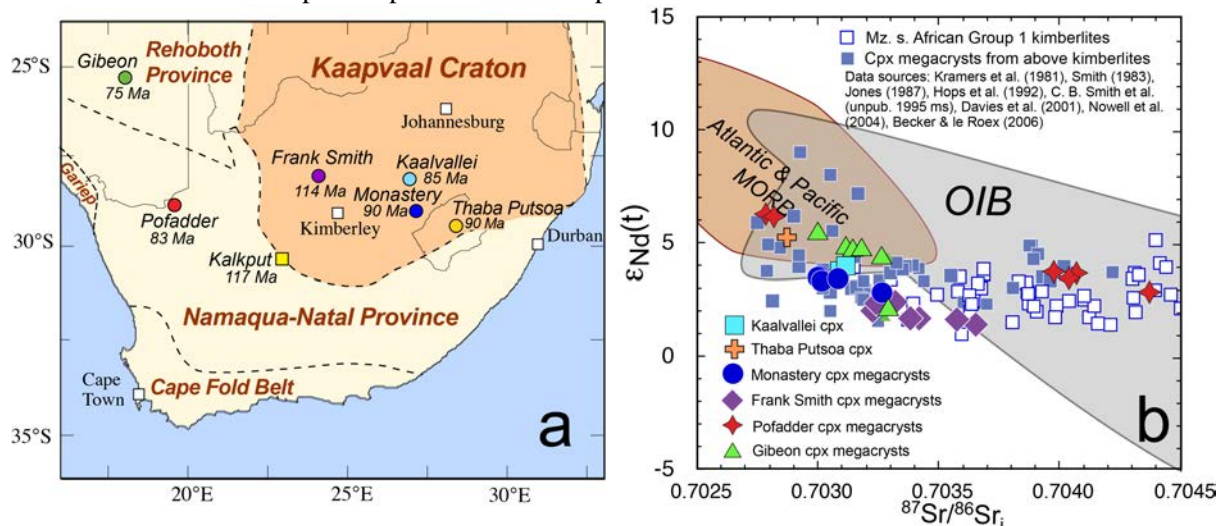 25°S
30°S
35°S
20°E
25°E
30°E
Gibeon
75 Ma
Rehoboth
Province
Kaapvaal Craton
Johannesburg
Frank Smith
114 Ma
Kaalvallei
85 Ma
Monastery
90 Ma
Thaba Putsoa
90 Ma
Kimberley
Durban
Gariep
Pofadder
83 Ma
Kalkput
117 Ma
Namaqua-Natal Province
Cape
Town
Cape Fold Belt
a
15
10
5
0
-5
εNd(t)
Mz. s. African Group 1 kimberlites
Cpx megacrysts from above kimberlites
Data sources: Kramers et al. (1981), Smith (1983),
Jones (1987), Hops et al. (1992), C. B. Smith et al.
(unpub. 1995 ms), Davies et al. (2001), Nowell et al.
(2004), Becker & le Roex (2006)
Atlantic & Pacific
MORB
OIB
Kaalvallei cpx
Thaba Putsoa cpx
Monastery cpx megacrysts
Frank Smith cpx megacrysts
Pofadder cpx megacrysts
Gibeon cpx megacrysts
b
0.7025
0.7030
0.7035
0.7040
0.7045
87Sr/86Sri